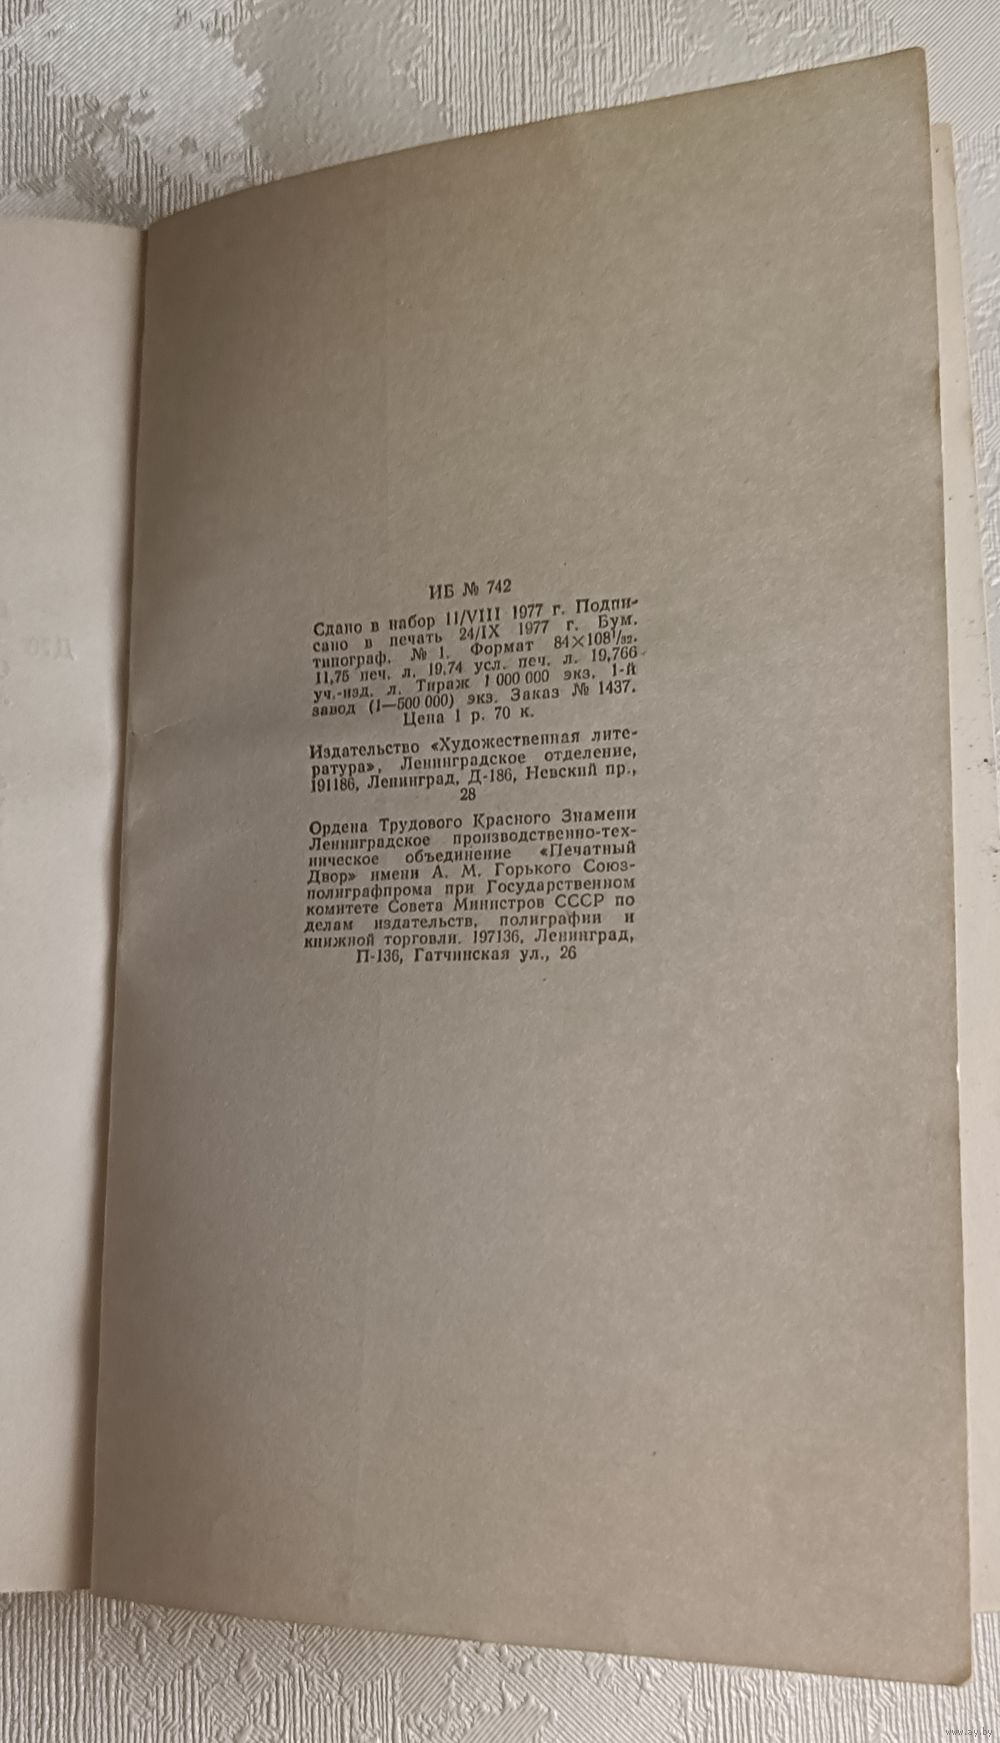 ИБ № 742
Сдано в набор 11/VIII 1977 г. Подпи-
сано в печать 24/IX 1977 г. Бум.
типограф. № 1. Формат 84×108¹/₃₂.
11,75 печ. л. 19,74 усл. печ. л. 19,766
уч.-изд. л. Тираж 1 000 000 экз. 1-й
завод (1—500 000) экз. Заказ № 1437.
Цена 1 р. 70 к.
Издательство «Художественная лите-
ратура», Ленинградское отделение,
191186, Ленинград, Д-186, Невский пр.,
28
Ордена Трудового Красного Знамени
Ленинградское производственно-тех-
ническое объединение «Печатный
Двор» имени А. М. Горького Союз-
полиграфпрома при Государственном
комитете Совета Министров СССР по
делам издательств, полиграфии и
книжной торговли. 197136, Ленинград,
П-136, Гатчинская ул., 26
www.ay.by